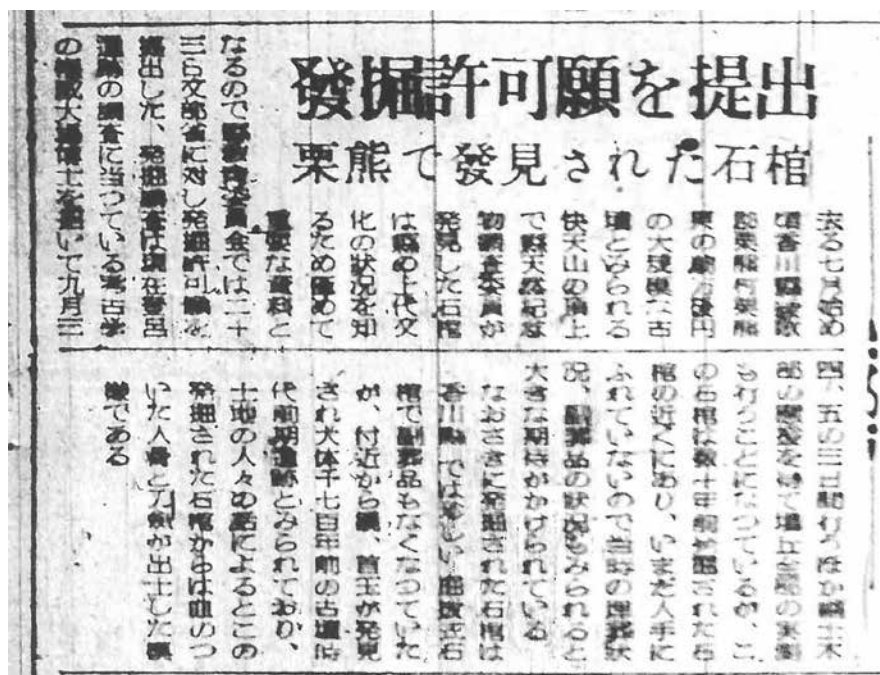 發掘許可願を提出
栗熊で發見された石棺
去る七月始め
頃香川縣綾歌
郡栗熊村栗熊
東の前方後円
の大規模な古
墳とみられる
快天山の頂上
で縣天然紀念
物調査委員が
発見した石棺
は縣の上代文
化の状況を知
るため極めて
重要な資料と
なるので縣教育委員会では二十
三日文部省に対し発掘許可願を
提出した、発掘調査は現在登呂
遺跡の調査に当つている考古学
の権威大場博士を招いて九月三
四、五の三日間行うほか縣土木
部の應援を得て墳丘全部の実測
も行うことになつているが、こ
の石棺は数十年前発掘された石
棺の近くにあり、いまだ人手に
ふれていないので当時の埋葬状
況、副葬品の状況もみられると
大きな期待がかけられている
なおさきに発掘された石棺は
香川縣では珍しい式石
棺で副葬品もなくなつていた
が、付近から鏡、首玉が発見
され大体千七百年前の古墳時
代前期遺跡とみられており、
土地の人々の話によるとこの
発掘された石棺からは血のつ
いた人骨と刀剣が出土した模
様である